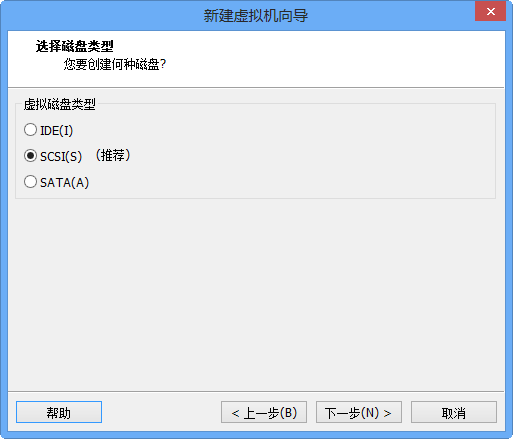 新建虚拟机向导
选择磁盘类型
您要创建何种磁盘?
虚拟磁盘类型
IDE(I)
SCSI(S) （推荐）
SATA(A)
帮助 < 上一步(B) 下一步(N) > 取消